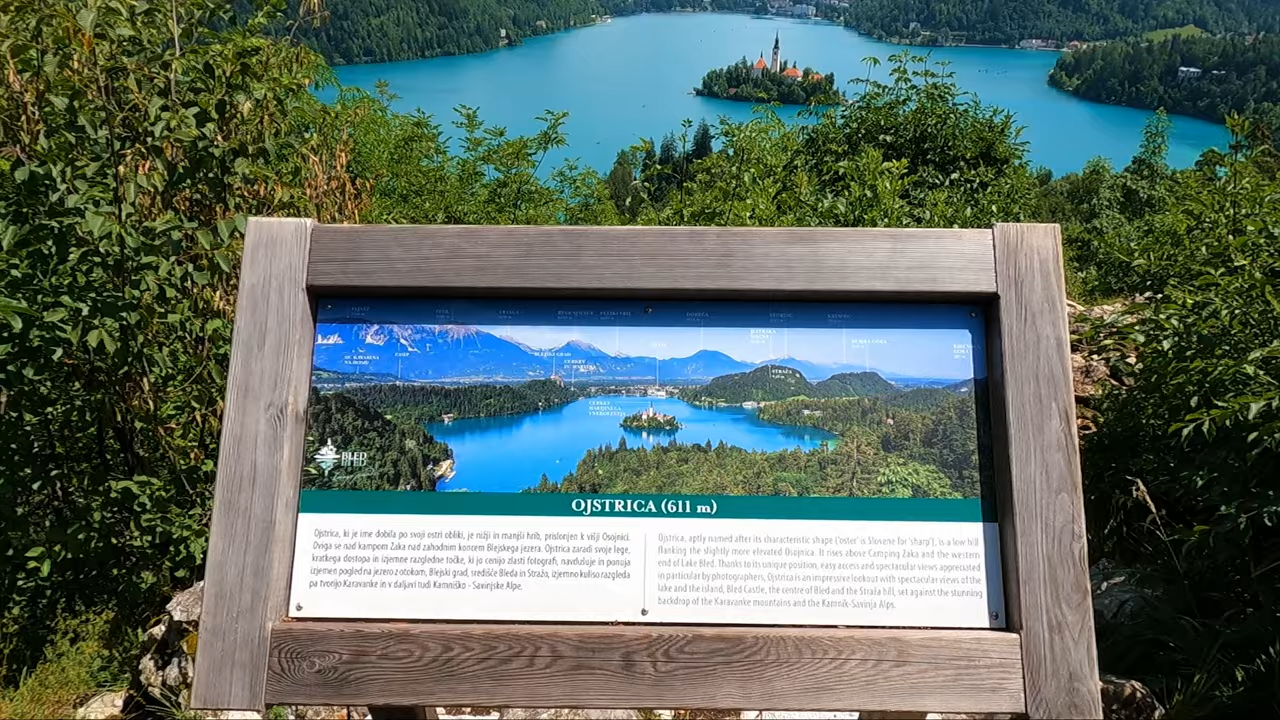 STOL
STRAŽA
CERKEV
MARIJINEGA
VNEBOVZETJA
BLED
OJSTRICA (611 m)
Ojstrica, ki je ime dobila po svoji ostri obliki, je nižji in manjši hrib, prislonjen k višji Osojnici.
Dviga se nad kampom Zaka nad zahodnim koncem Blejskega jezera. Ojstrica zaradi svoje lege,
kratkega dostopa in izjemne razgledne točke, ki jo cenijo zlasti fotografi, navdušuje in ponuja
izjemen pogled na jezero z otokom, Blejski grad, središče Bleda in Stražo, izjemno kuliso razgleda
pa tvorijo Karavanke in v daljavi tudi Kamniško - Savinjske Alpe.
Ojstrica, aptly named after its characteristic shape ('oster' is Slovene for 'sharp'), is a low hill
flanking the slightly more elevated Osojnica. It rises above Camping Zaka and the western
end of Lake Bled. Thanks to its unique position, easy access and spectacular views appreciated
in particular by photographers, Ojstrica is an impressive lookout with spectacular views of the
lake and the island, Bled Castle, the centre of Bled and the Straža hill, set against the stunning
backdrop of the Karavanke mountains and the Kamnik-Savinja Alps.